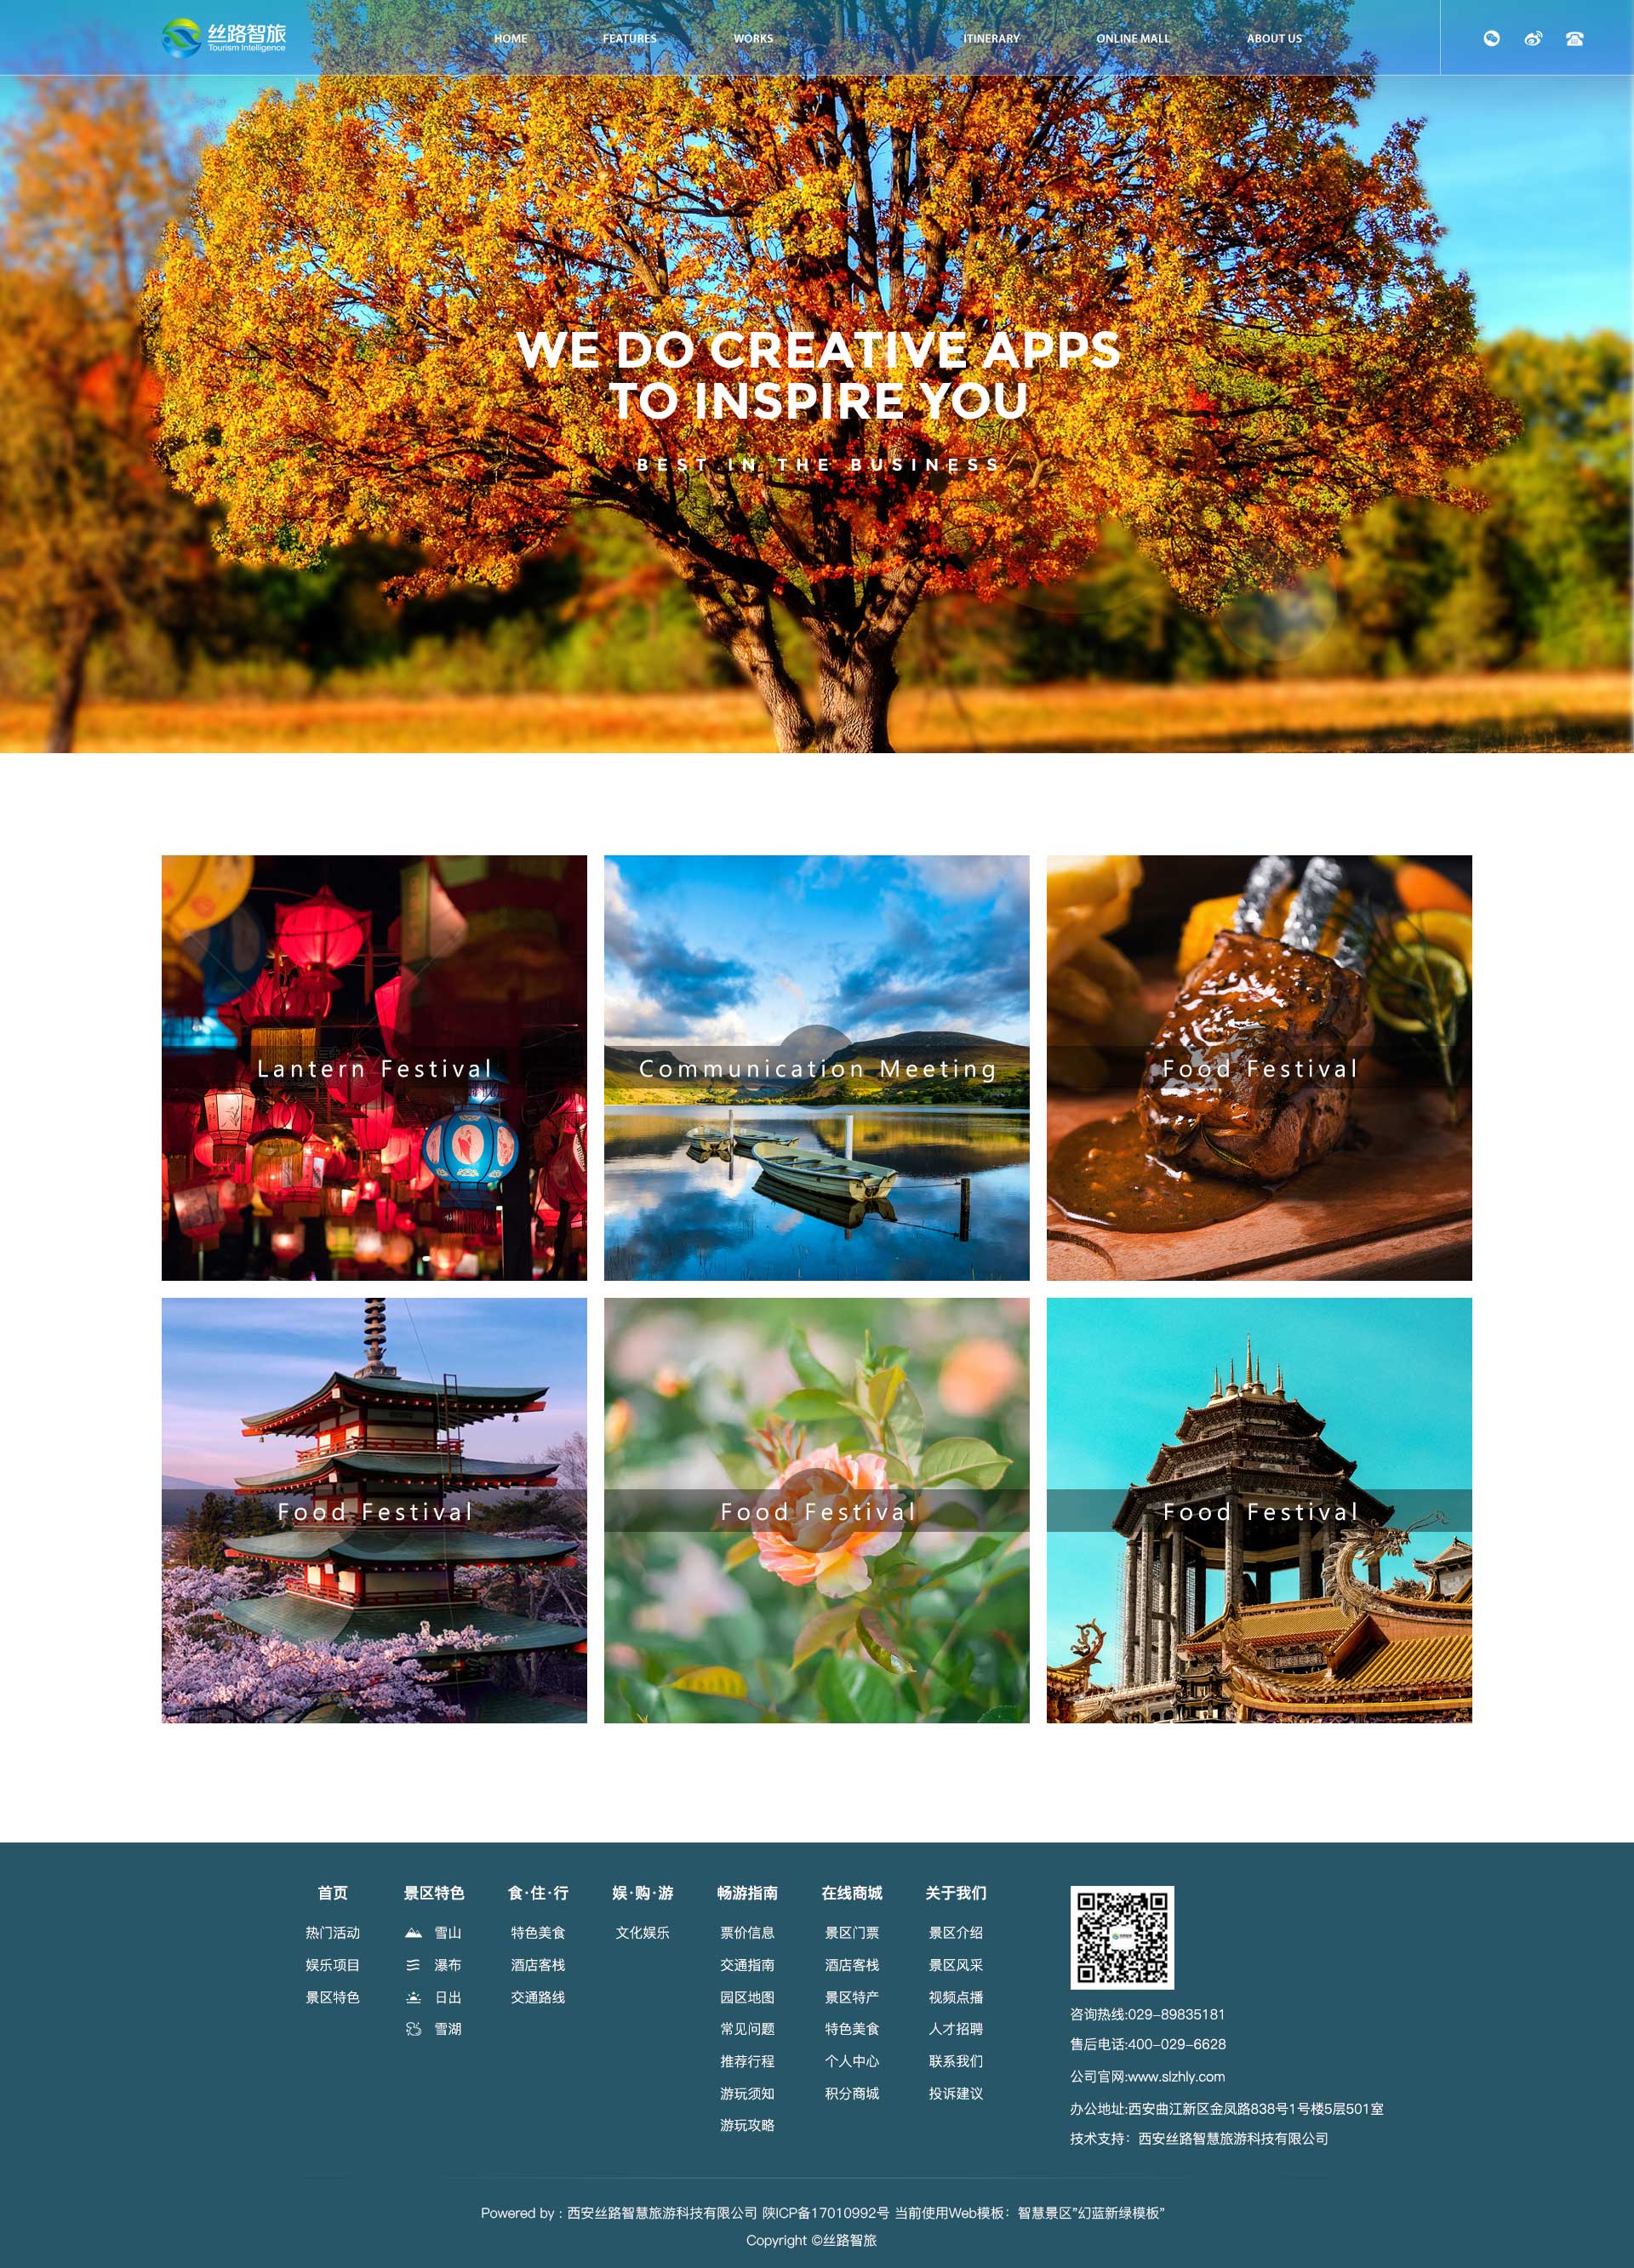 丝路智旅
Tourism Intelligence
HOME
FEATURES
WORKS
ITINERARY
ONLINE MALL
ABOUT US
WE DO CREATIVE APPS
TO INSPIRE YOU
BEST IN THE BUSINESS
Lantern Festival
Communication Meeting
Food Festival
Food Festival
Food Festival
Food Festival
首页
热门活动
娱乐项目
景区特色
景区特色
雪山
瀑布
日出
雪湖
食·住·行
特色美食
酒店客栈
交通路线
娱·购·游
文化娱乐
畅游指南
票价信息
交通指南
园区地图
常见问题
推荐行程
游玩须知
游玩攻略
在线商城
景区门票
酒店客栈
景区特产
特色美食
个人中心
积分商城
关于我们
景区介绍
景区风采
视频点播
人才招聘
联系我们
投诉建议
咨询热线:029-89835181
售后电话:400-029-6628
公司官网:www.slzhly.com
办公地址:西安曲江新区金凤路838号1号楼5层501室
技术支持：西安丝路智慧旅游科技有限公司
Powered by : 西安丝路智慧旅游科技有限公司 陕ICP备17010992号 当前使用Web模板：智慧景区"幻蓝新绿模板"
Copyright ©丝路智旅